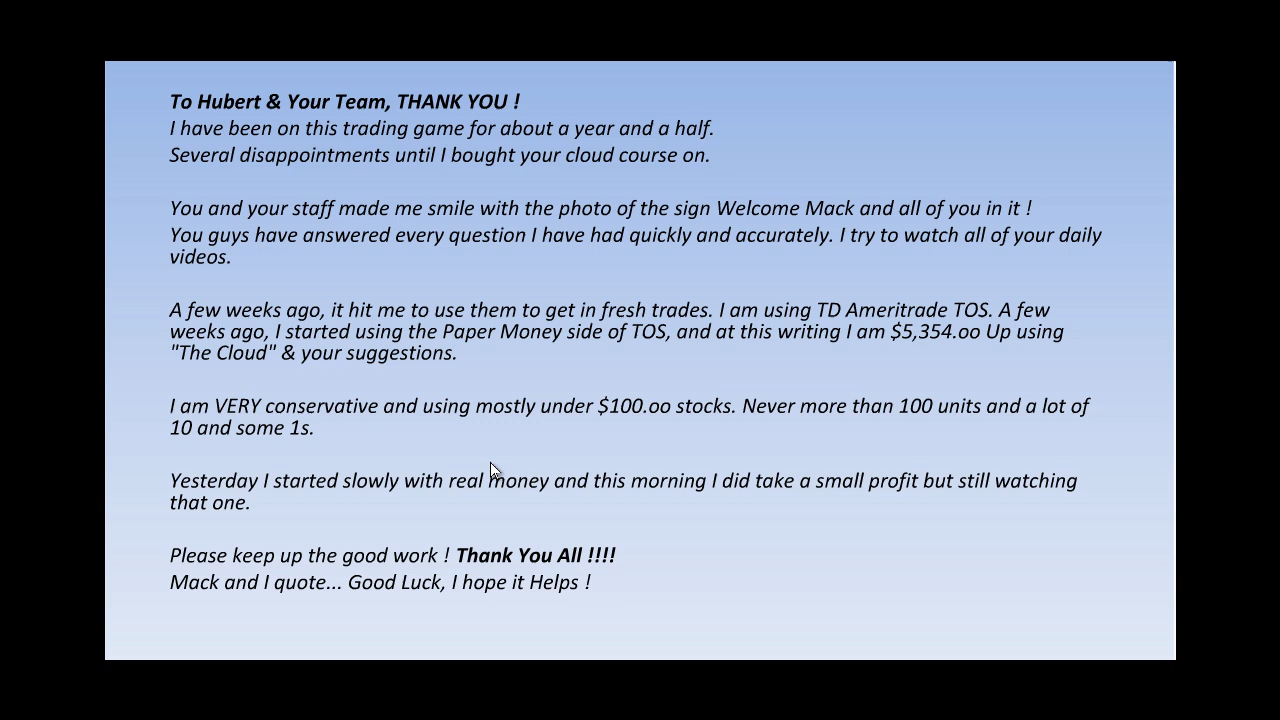 To Hubert & Your Team, THANK YOU !
I have been on this trading game for about a year and a half.
Several disappointments until I bought your cloud course on.
You and your staff made me smile with the photo of the sign Welcome Mack and all of you in it !
You guys have answered every question I have had quickly and accurately. I try to watch all of your daily
videos.
A few weeks ago, it hit me to use them to get in fresh trades. I am using TD Ameritrade TOS. A few
weeks ago, I started using the Paper Money side of TOS, and at this writing I am $5,354.oo Up using
"The Cloud" & your suggestions.
I am VERY conservative and using mostly under $100.oo stocks. Never more than 100 units and a lot of
10 and some 1s.
Yesterday I started slowly with real money and this morning I did take a small profit but still watching
that one.
Please keep up the good work ! Thank You All !!!!
Mack and I quote... Good Luck, I hope it Helps !